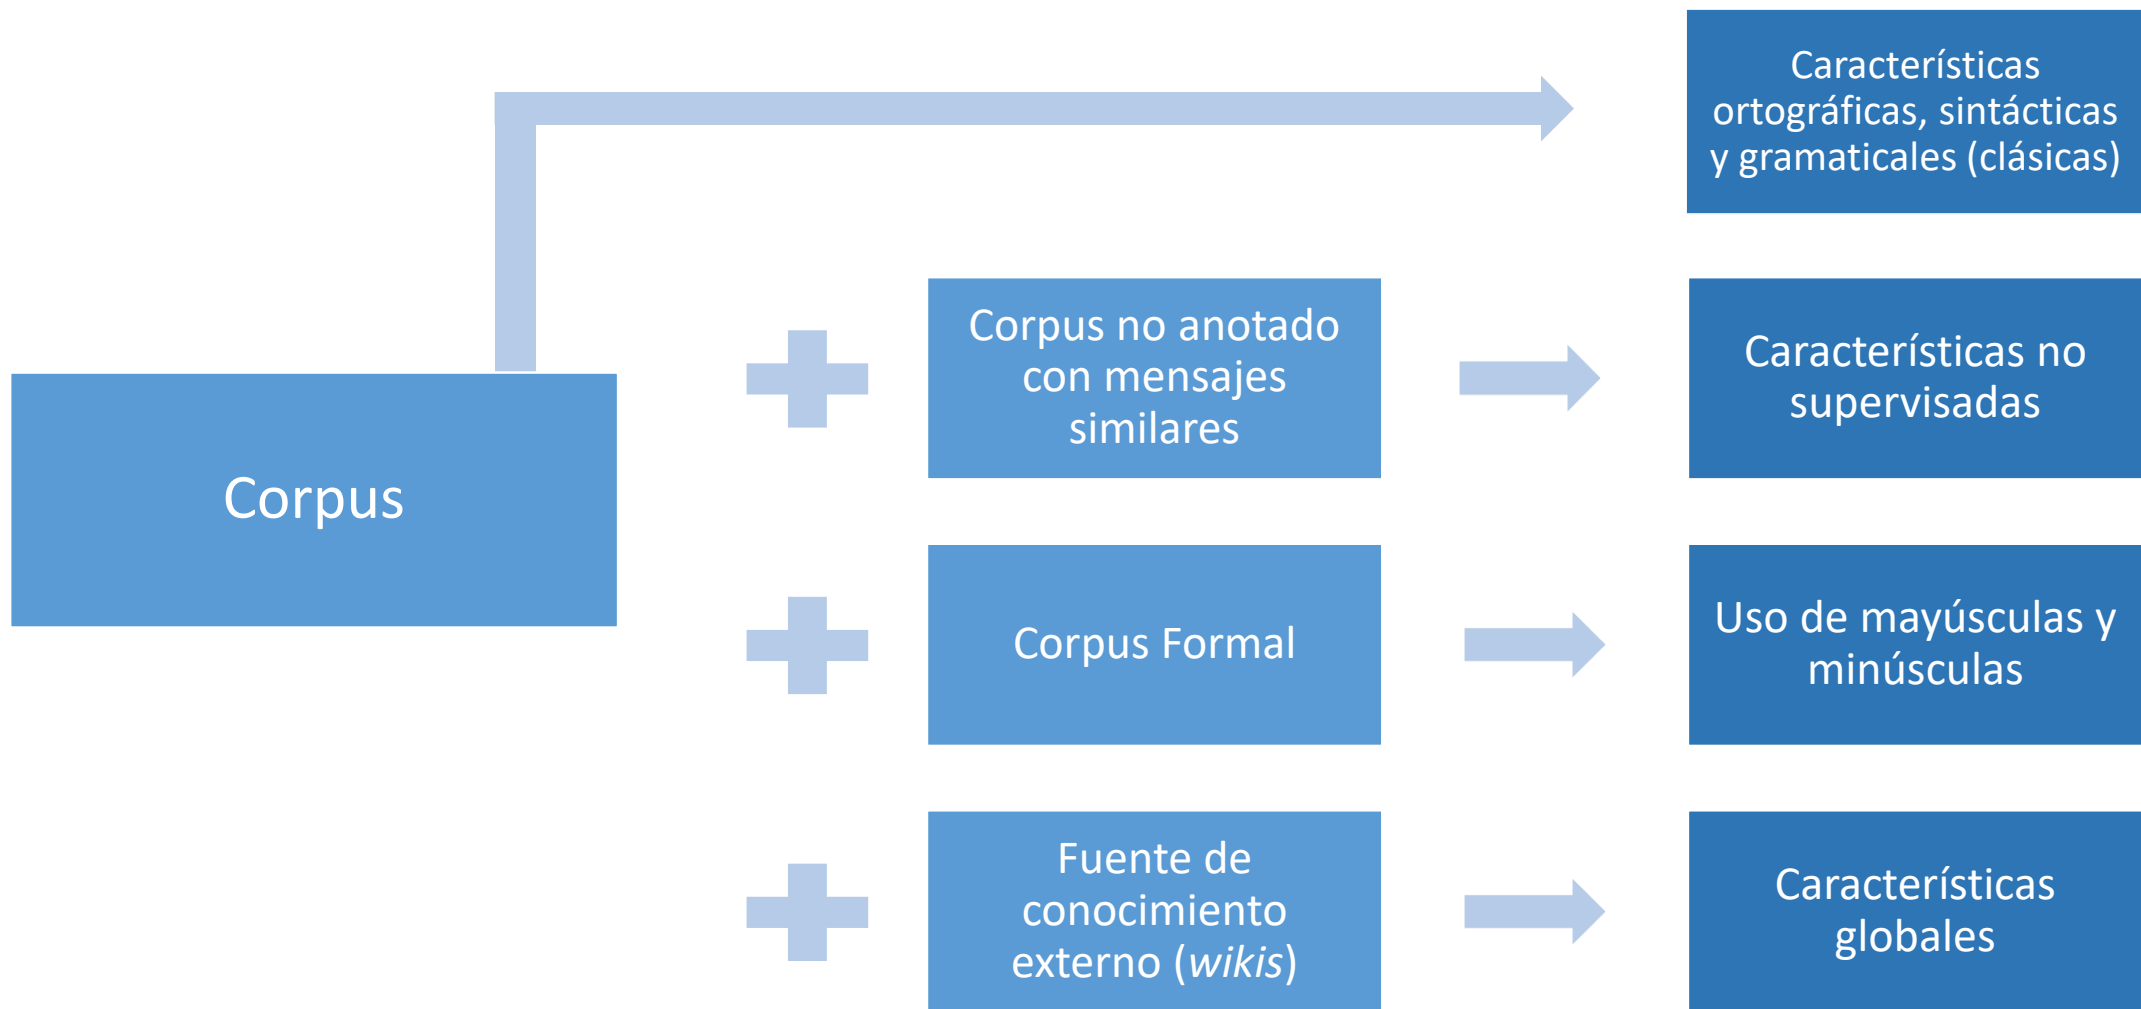 Características
ortográficas, sintácticas
y gramaticales (clásicas)
Corpus
Corpus no anotado
con mensajes
similares
Características no
supervisadas
Corpus Formal
Uso de mayúsculas y
minúsculas
Fuente de
conocimiento
externo (wikis)
Características
globales